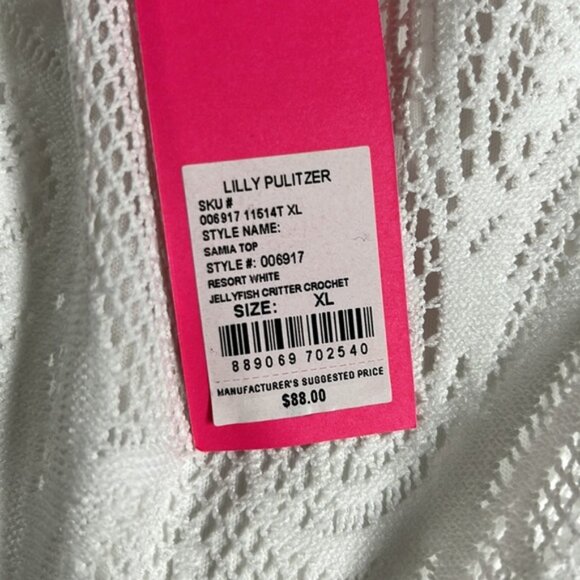 LILLY PULITZER
SKU #
006917 11514T XL
STYLE NAME:
SAMIA TOP
STYLE #: 006917
RESORT WHITE
JELLYFISH CRITTER CROCHET
SIZE: XL
889069 702540
MANUFACTURER'S SUGGESTED PRICE
$88.00